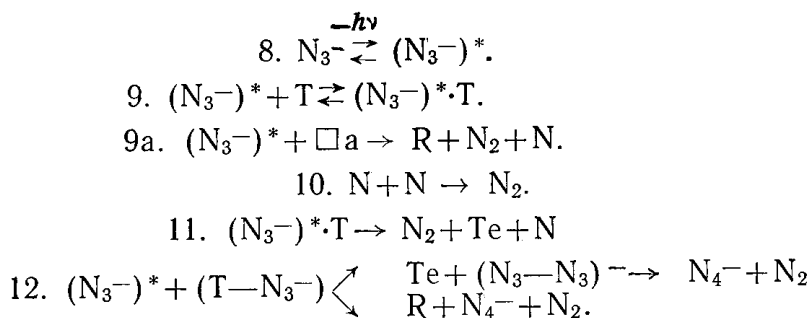 —hν
8. N₃⁻ ⇄ (N₃⁻)*.
9. (N₃⁻)* + T ⇄ (N₃⁻)*·T.
9a. (N₃⁻)* + □a → R + N₂ + N.
10. N + N → N₂.
11. (N₃⁻)*·T → N₂ + Te + N
Te + (N₃—N₃)⁻ → N₄⁻ + N₂
12. (N₃⁻)* + (T—N₃⁻)
R + N₄⁻ + N₂.